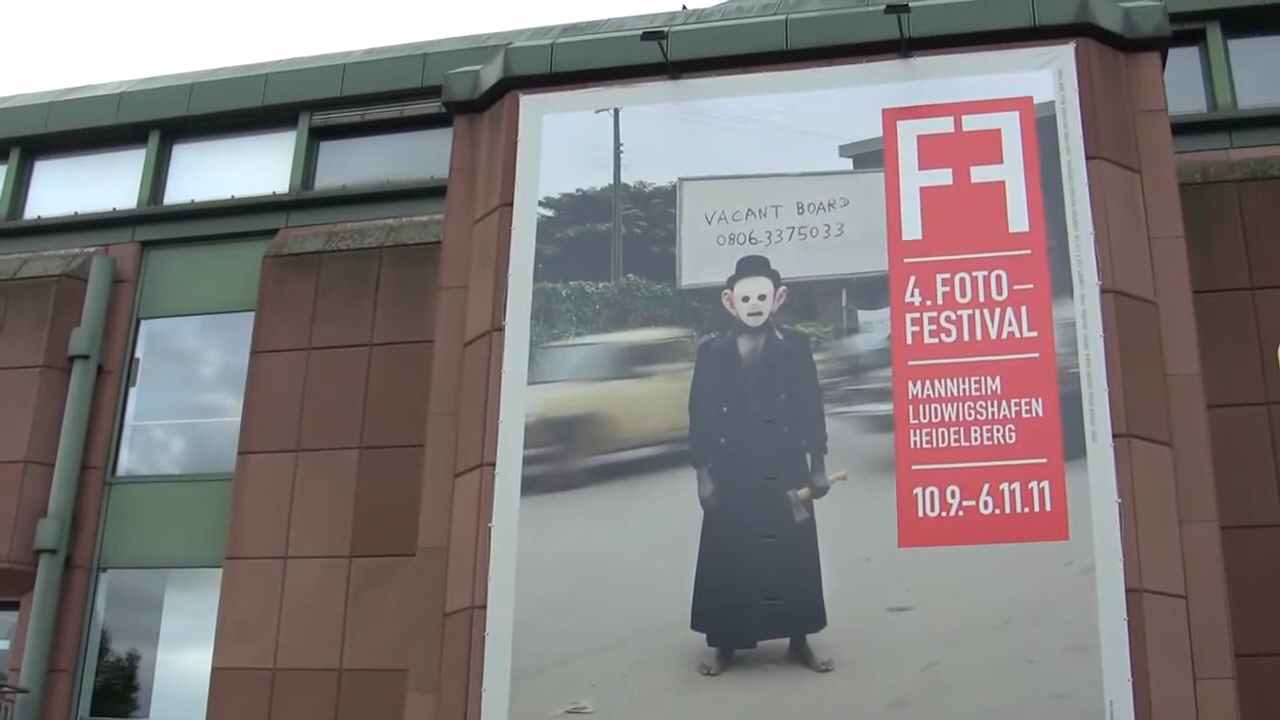 VACANT BOARD
0806-3375033
FF
4.FOTO–
FESTIVAL
MANNHEIM
LUDWIGSHAFEN
HEIDELBERG
10.9.–6.11.11